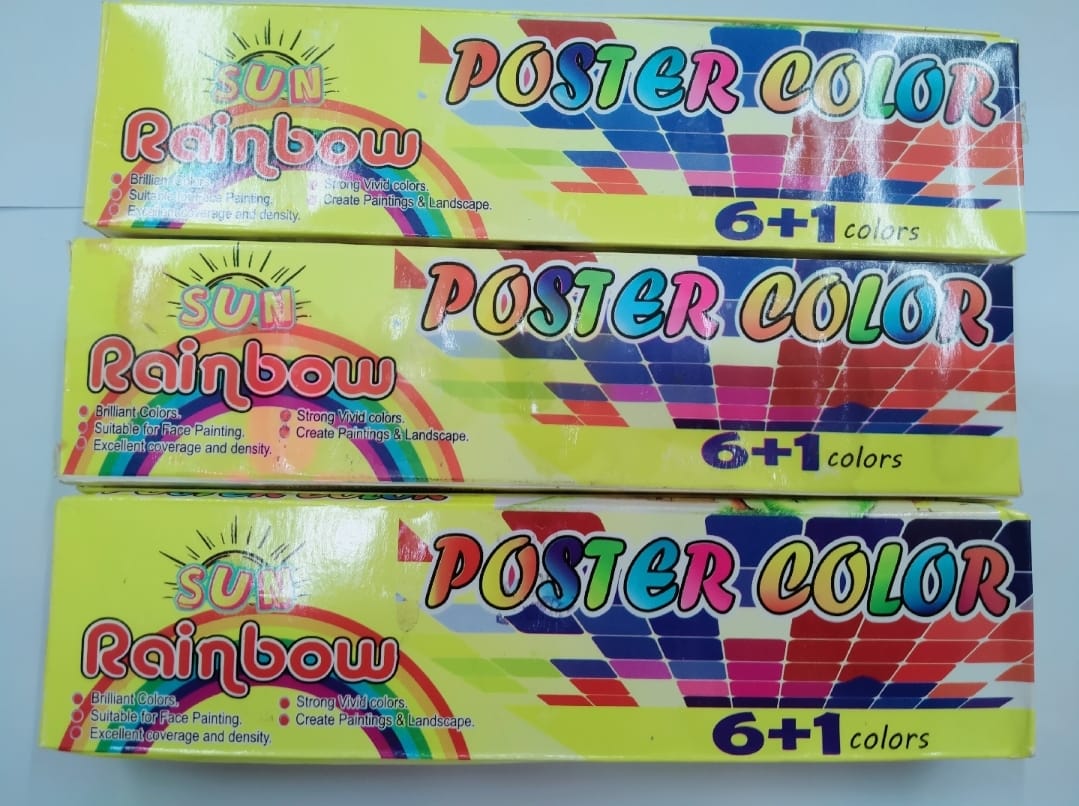 SUN
Rainbow
POSTER COLOR
Brilliant Colors.
Suitable for Face Painting.
Excellent coverage and density.
Strong Vivid colors.
Create Paintings & Landscape.
6+1 colors
SUN
Rainbow
POSTER COLOR
Brilliant Colors.
Suitable for Face Painting.
Excellent coverage and density.
Strong Vivid colors.
Create Paintings & Landscape.
6+1 colors
POSTER COLOR
SUN
Rainbow
POSTER COLOR
Brilliant Colors.
Suitable for Face Painting.
Excellent coverage and density.
Strong Vivid colors.
Create Paintings & Landscape.
6+1 colors